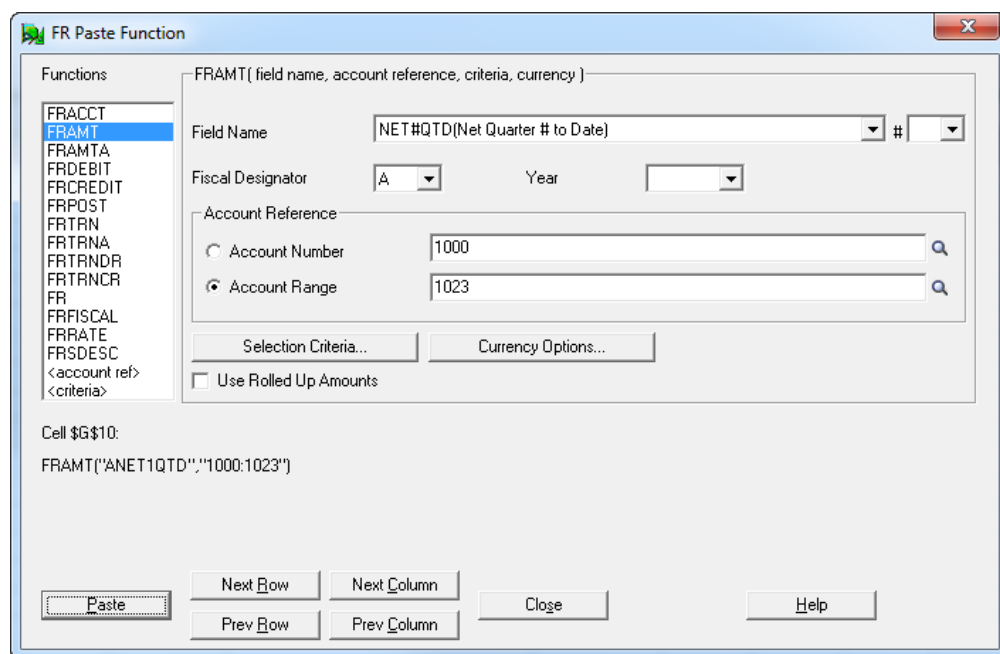 FR Paste Function
Functions
FRACCT
FRAMT
FRAMTA
FRDEBIT
FRCREDIT
FRPOST
FRTRN
FRTRNA
FRTRNDR
FRTRNCR
FR
FRFISCAL
FRRATE
FRSDESC
<account ref>
<criteria>
FRAMT( field name, account reference, criteria, currency )
Field Name NET#QTD(Net Quarter # to Date) #
Fiscal Designator A Year
Account Reference
Account Number 1000
Account Range 1023
Selection Criteria... Currency Options...
Use Rolled Up Amounts
Cell $G$10:
FRAMT("ANET1QTD","1000:1023")
Paste Next Row Next Column Close Help
Prev Row Prev Column